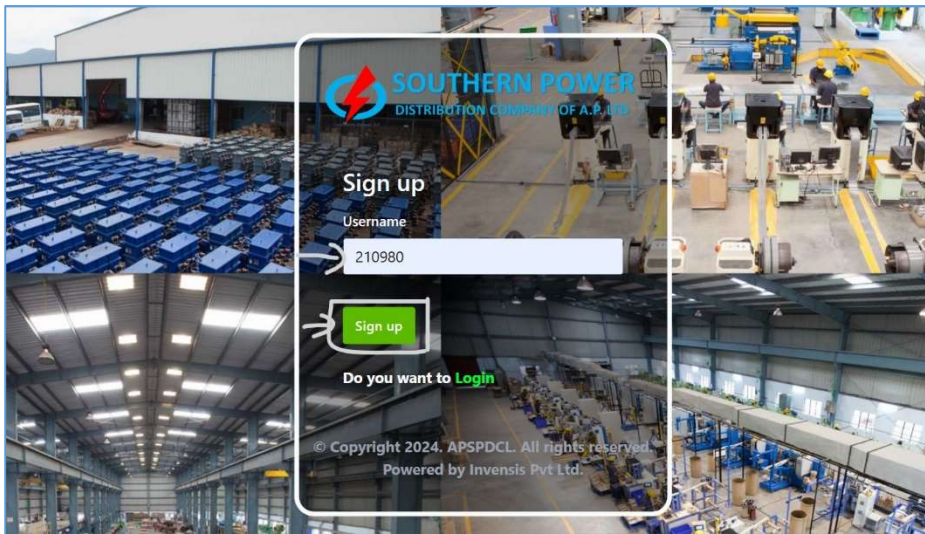 SOUTHERN POWER
DISTRIBUTION COMPANY OF A.P. LTD
Sign up
Username
210980
Sign up
Do you want to Login
© Copyright 2024. APSPDCL. All rights reserved.
Powered by Invensis Pvt Ltd.